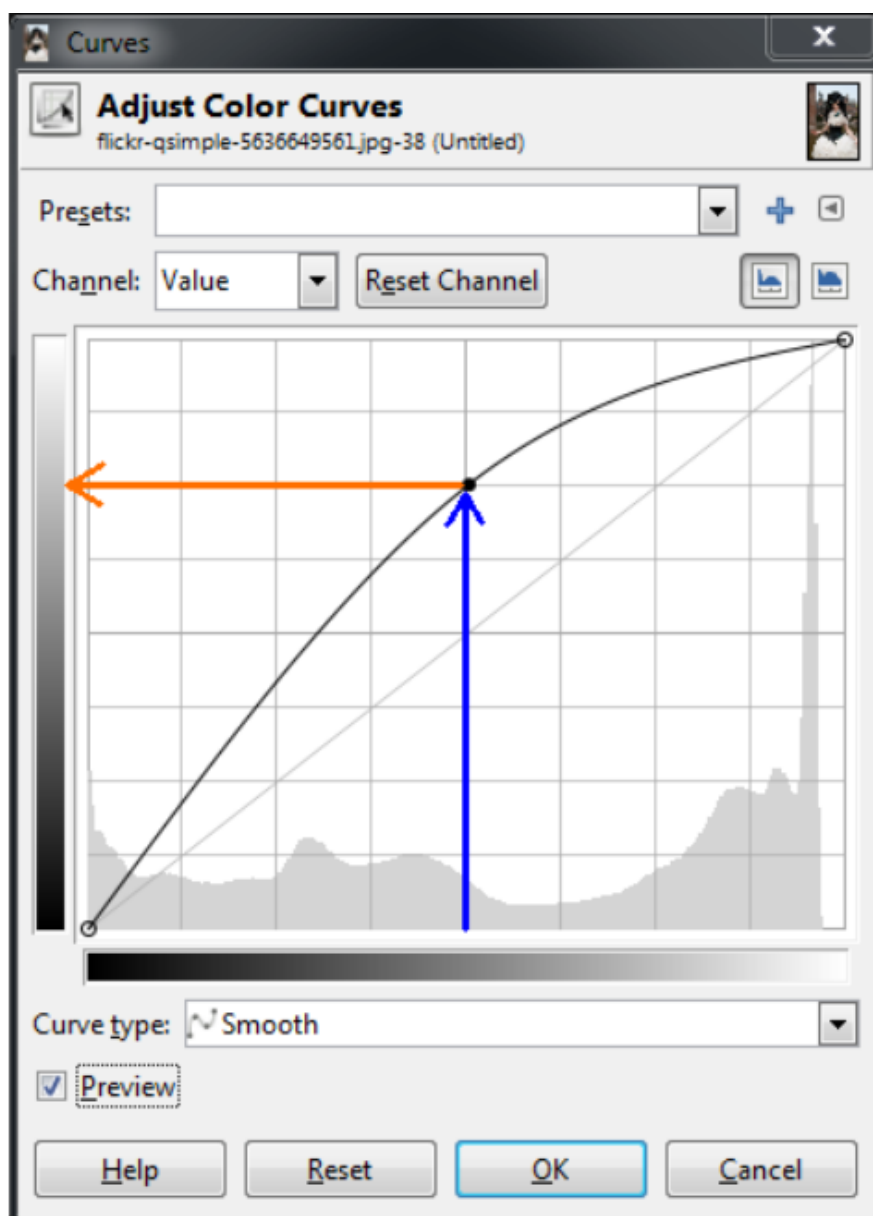 Curves
Adjust Color Curves
flickr-qsimple-5636649561.jpg-38 (Untitled)
Presets:
Channel: Value Reset Channel
Curve type: Smooth
Preview
Help Reset OK Cancel